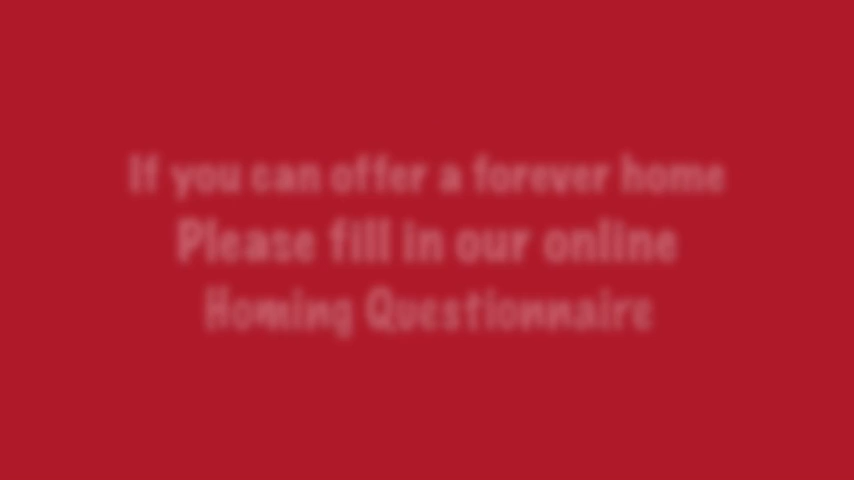 If you can offer a forever home
Please fill in our online
Homing Questionnaire